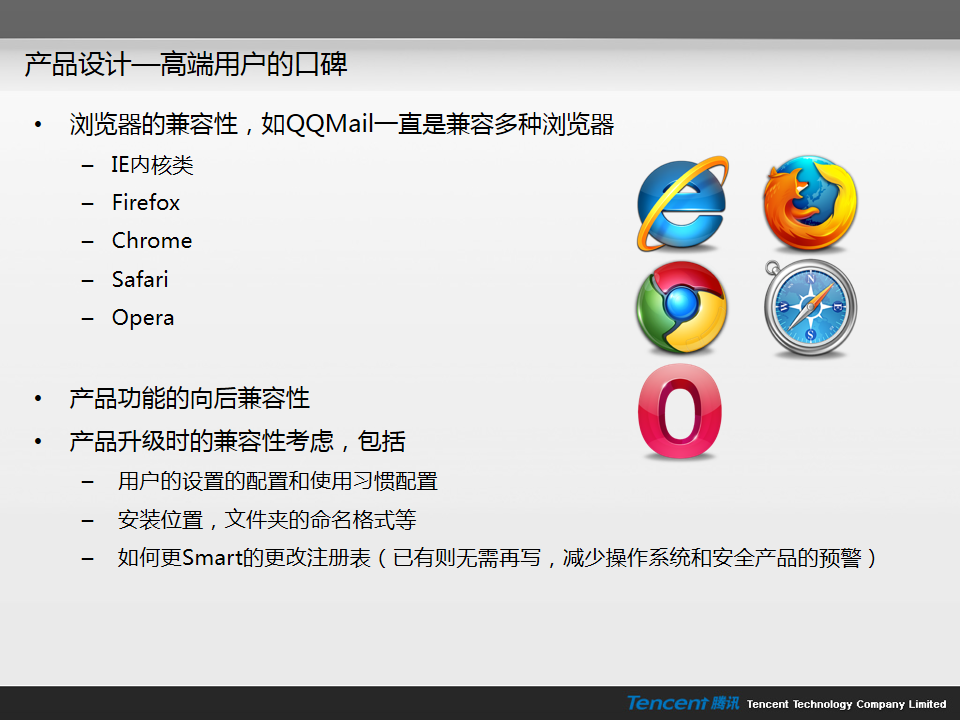 产品设计—高端用户的口碑
• 浏览器的兼容性，如QQMail一直是兼容多种浏览器
– IE内核类
– Firefox
– Chrome
– Safari
– Opera
• 产品功能的向后兼容性
• 产品升级时的兼容性考虑，包括
– 用户的设置的配置和使用习惯配置
– 安装位置，文件夹的命名格式等
– 如何更Smart的更改注册表（已有则无需再写，减少操作系统和安全产品的预警）
N
W E
S
Tencent 腾讯 Tencent Technology Company Limited